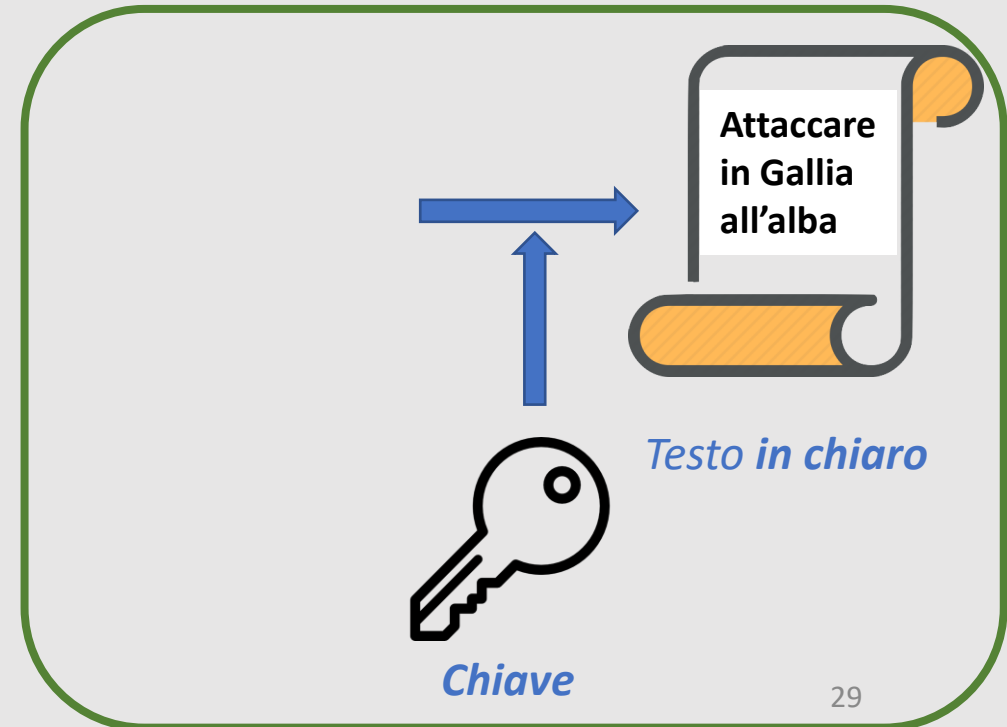 Attaccare
in Gallia
all’alba
Testo in chiaro
Chiave
29